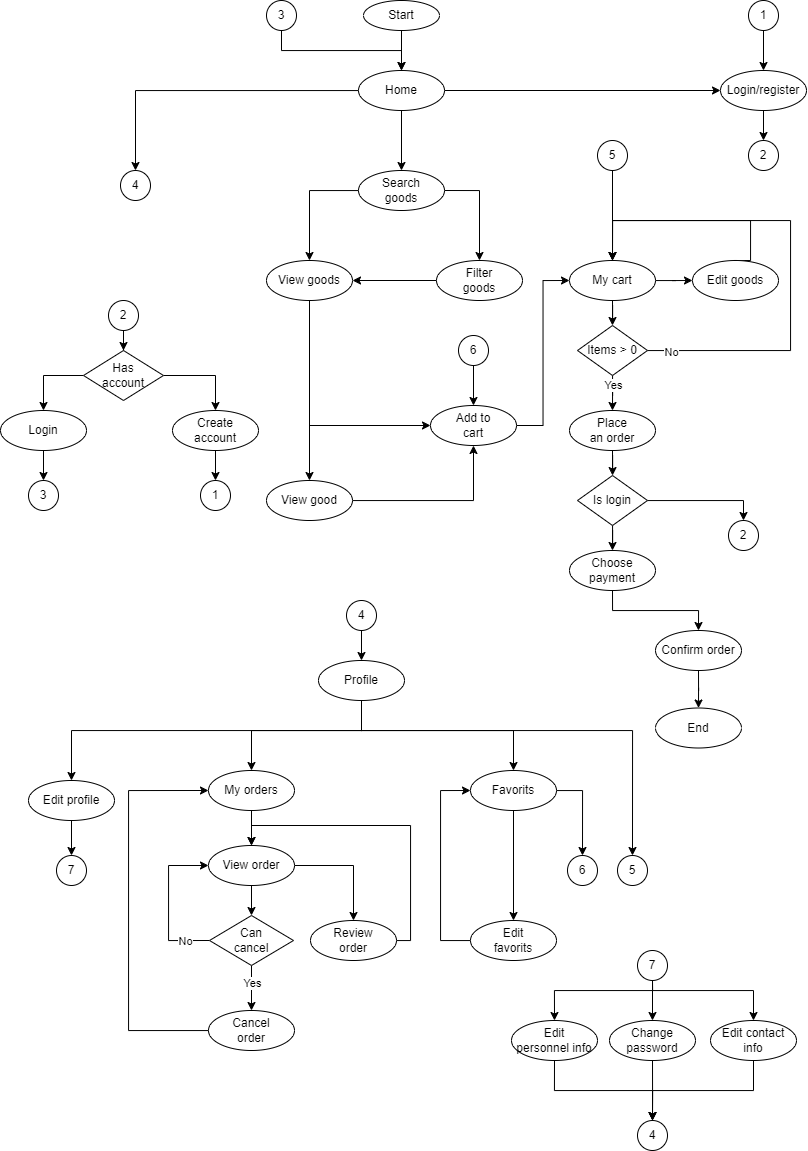 3
Start
1
Home
Login/register
4
2
5
Search
goods
View goods
Filter
goods
My cart
Edit goods
2
6
Items > 0
No
Has
account
Yes
Login
Create
account
Add to
cart
Place
an order
3
1
View good
Is login
2
Choose
payment
4
Confirm order
Profile
End
Edit profile
My orders
Favorits
7
View order
6
5
No
Can
cancel
Review
order
Edit
favorits
Yes
7
Cancel
order
Edit
personnel info
Change
password
Edit contact
info
4